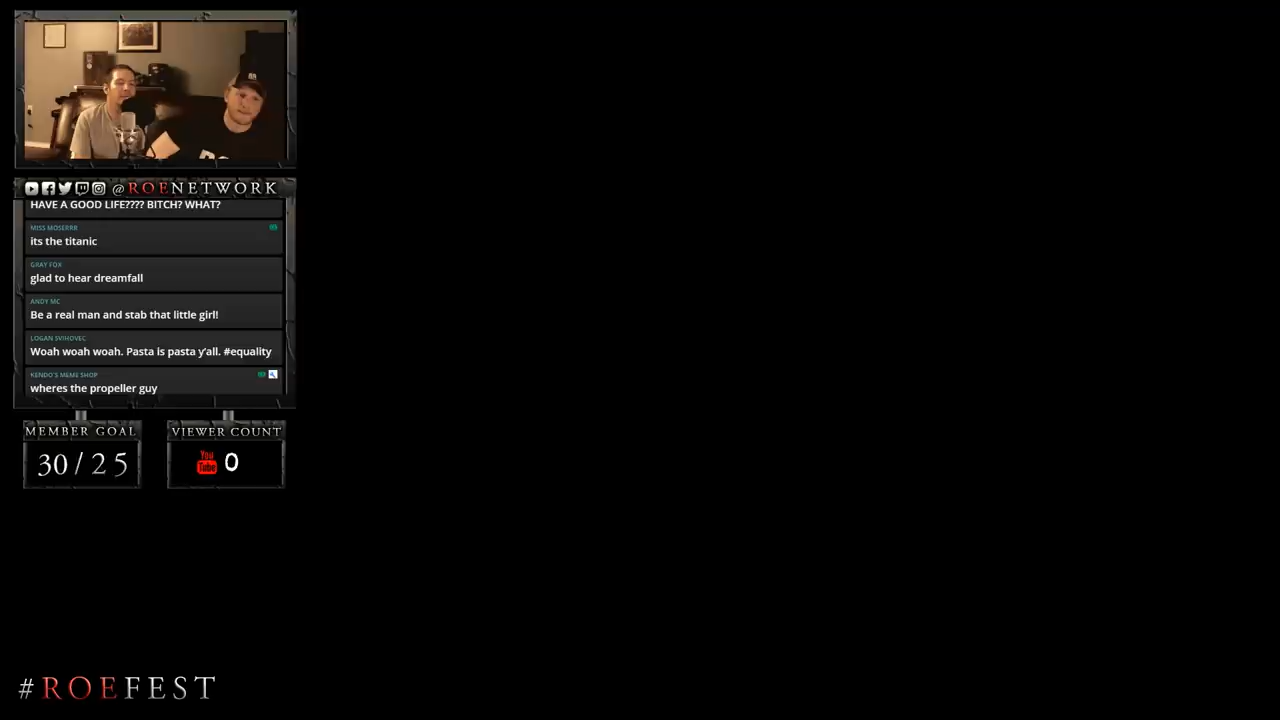 @ROENETWORK
HAVE A GOOD LIFE???? BITCH? WHAT?
MISS MOSERRR
its the titanic
GRAY FOX
glad to hear dreamfall
ANDY MC
Be a real man and stab that little girl!
LOGAN SVIHOVEC
Woah woah woah. Pasta is pasta y'all. #equality
KENDO'S MEME SHOP
wheres the propeller guy
MEMBER GOAL
30/25
VIEWER COUNT
You Tube 0
#ROEFEST